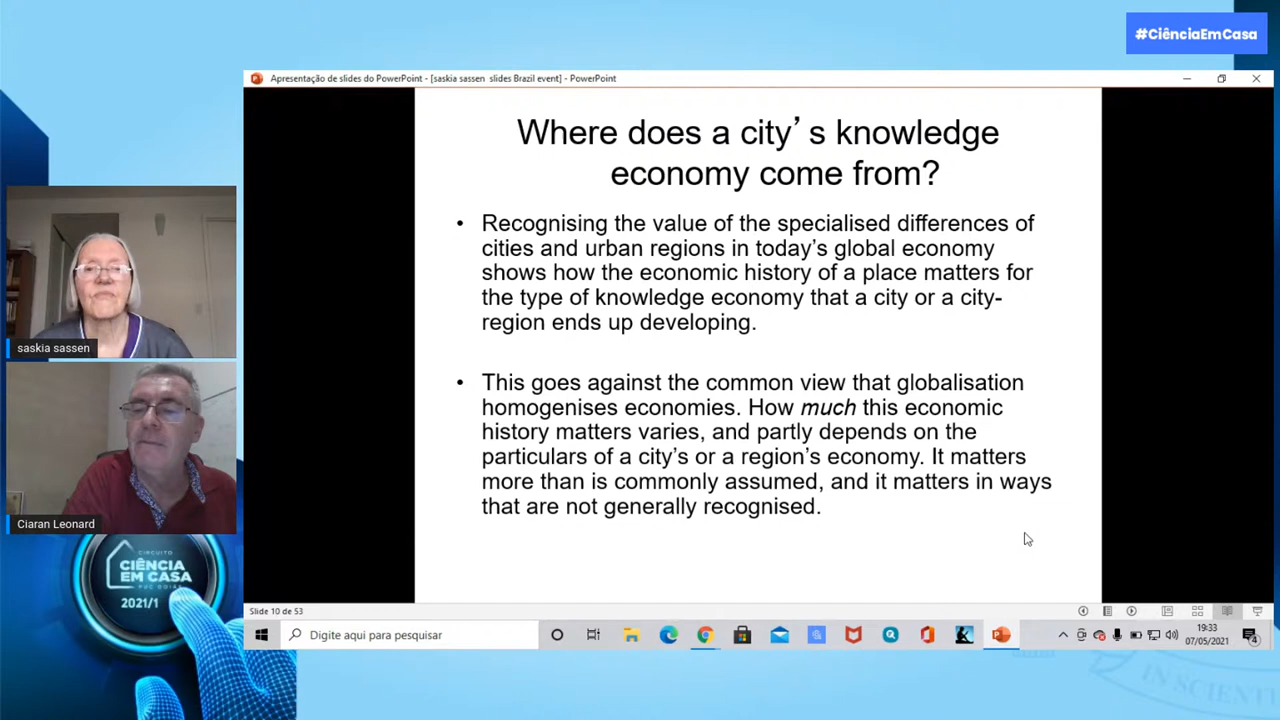 #CiênciaEmCasa
Apresentação de slides do PowerPoint - [saskia sassen slides Brazil event] - PowerPoint
Where does a city's knowledge
economy come from?
• Recognising the value of the specialised differences of
cities and urban regions in today's global economy
shows how the economic history of a place matters for
the type of knowledge economy that a city or a city-
region ends up developing.
• This goes against the common view that globalisation
homogenises economies. How much this economic
history matters varies, and partly depends on the
particulars of a city's or a region's economy. It matters
more than is commonly assumed, and it matters in ways
that are not generally recognised.
saskia sassen
Ciaran Leonard
CIRCUITO
CIÊNCIA
EM CASA
PUC GOIÁS
2021/1
Slide 10 de 53
Digite aqui para pesquisar
19:33
07/05/2021
4
IN SCIENTI